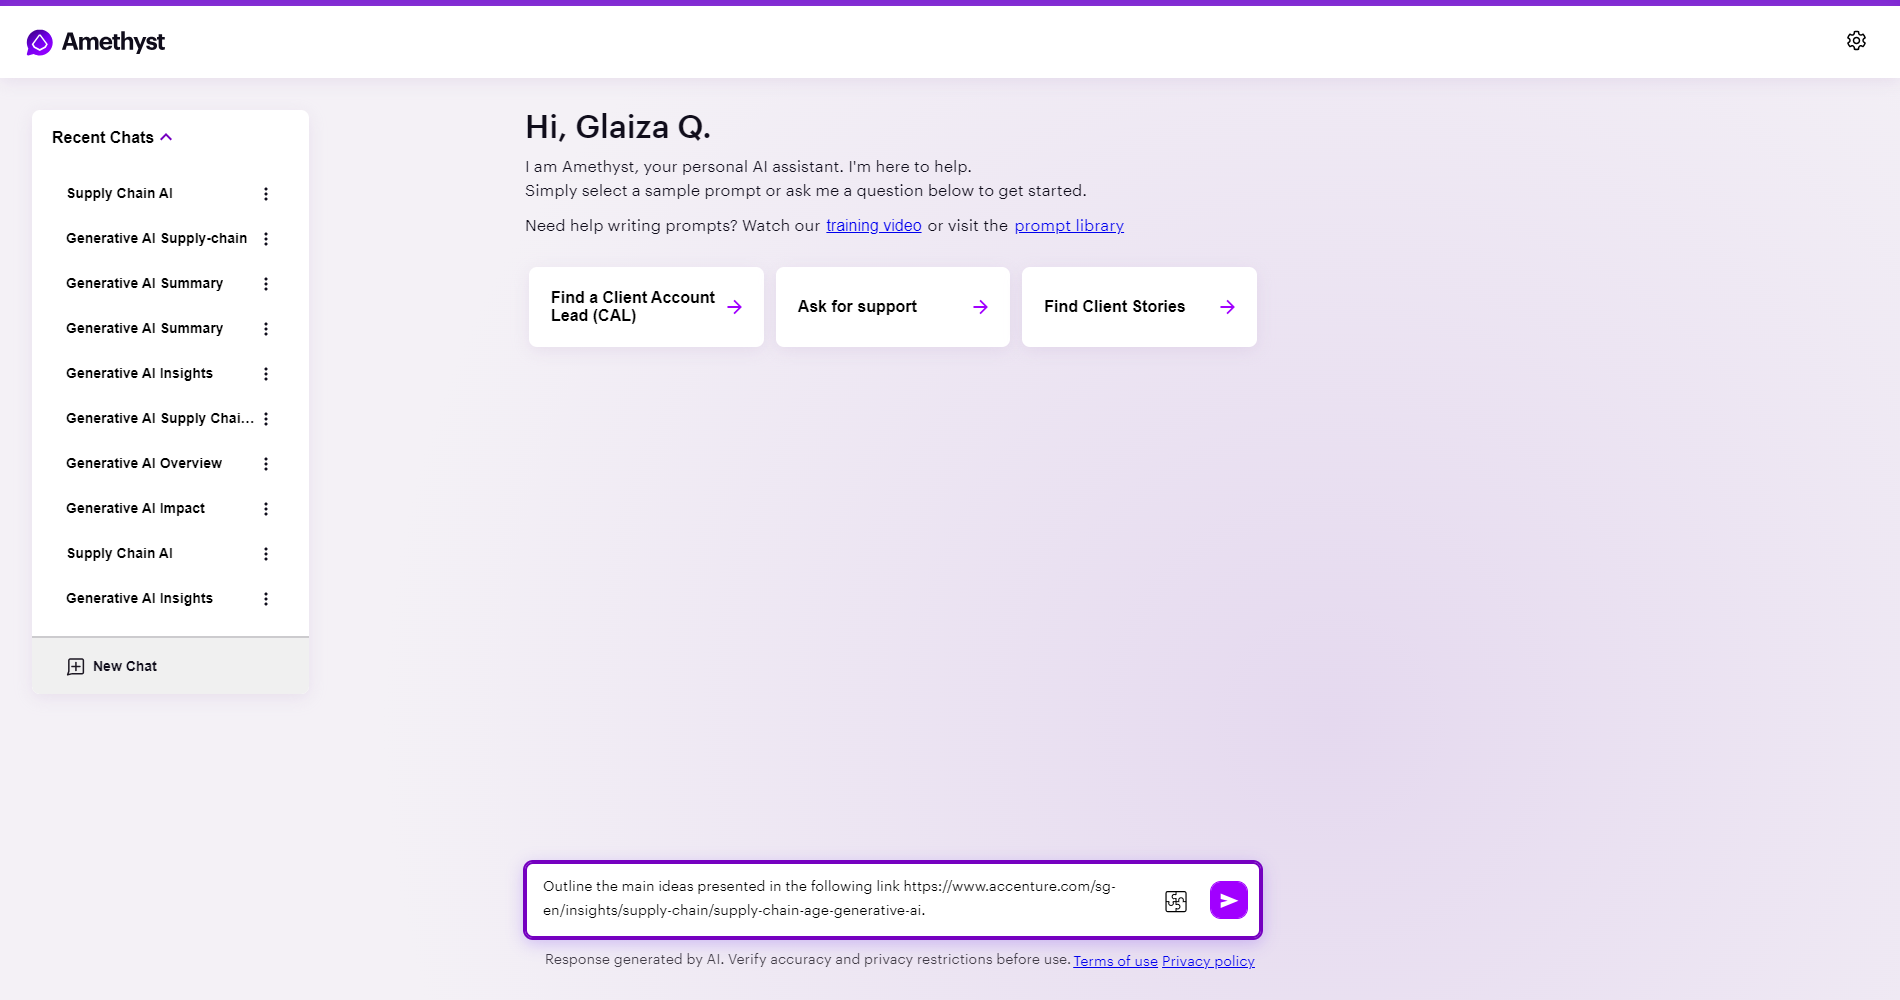 Amethyst
Recent Chats
Supply Chain AI
Generative AI Supply-chain
Generative AI Summary
Generative AI Summary
Generative AI Insights
Generative AI Supply Chai...
Generative AI Overview
Generative AI Impact
Supply Chain AI
Generative AI Insights
New Chat
Hi, Glaiza Q.
I am Amethyst, your personal AI assistant. I'm here to help.
Simply select a sample prompt or ask me a question below to get started.
Need help writing prompts? Watch our training video or visit the prompt library
Find a Client Account
Lead (CAL)
Ask for support
Find Client Stories
Outline the main ideas presented in the following link https://www.accenture.com/sg-
en/insights/supply-chain/supply-chain-age-generative-ai.
Response generated by AI. Verify accuracy and privacy restrictions before use. Terms of use Privacy policy